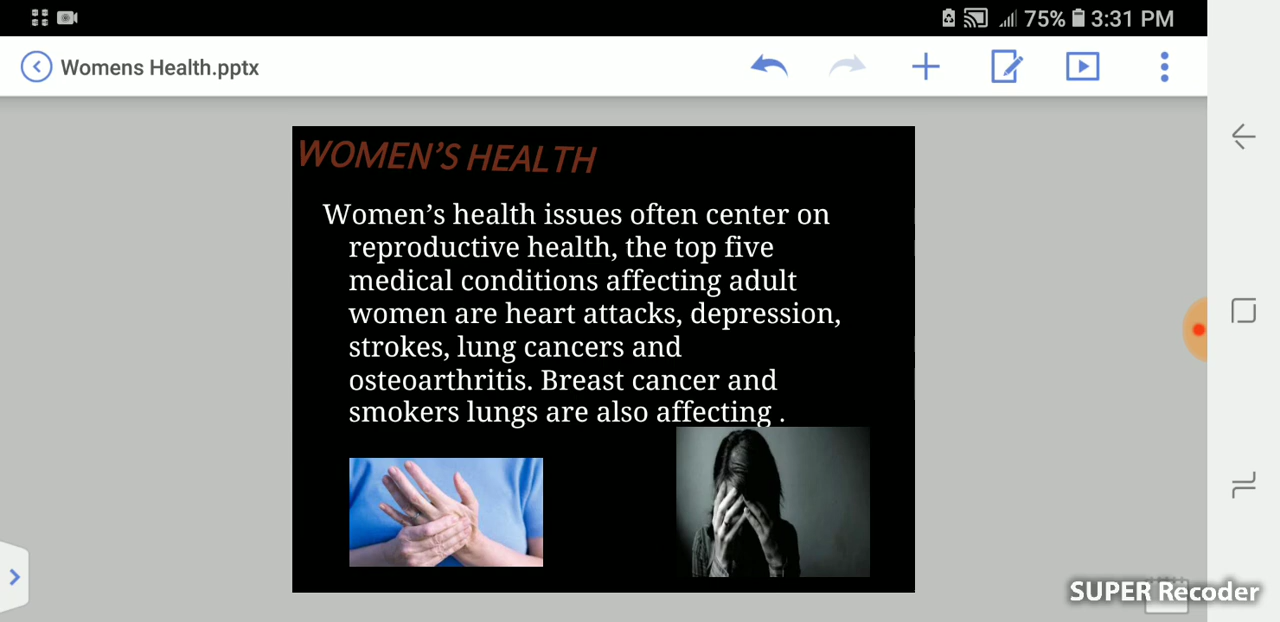 75% 3:31 PM
Womens Health.pptx
WOMEN'S HEALTH
Women's health issues often center on
reproductive health, the top five
medical conditions affecting adult
women are heart attacks, depression,
strokes, lung cancers and
osteoarthritis. Breast cancer and
smokers lungs are also affecting .
SUPER Recoder